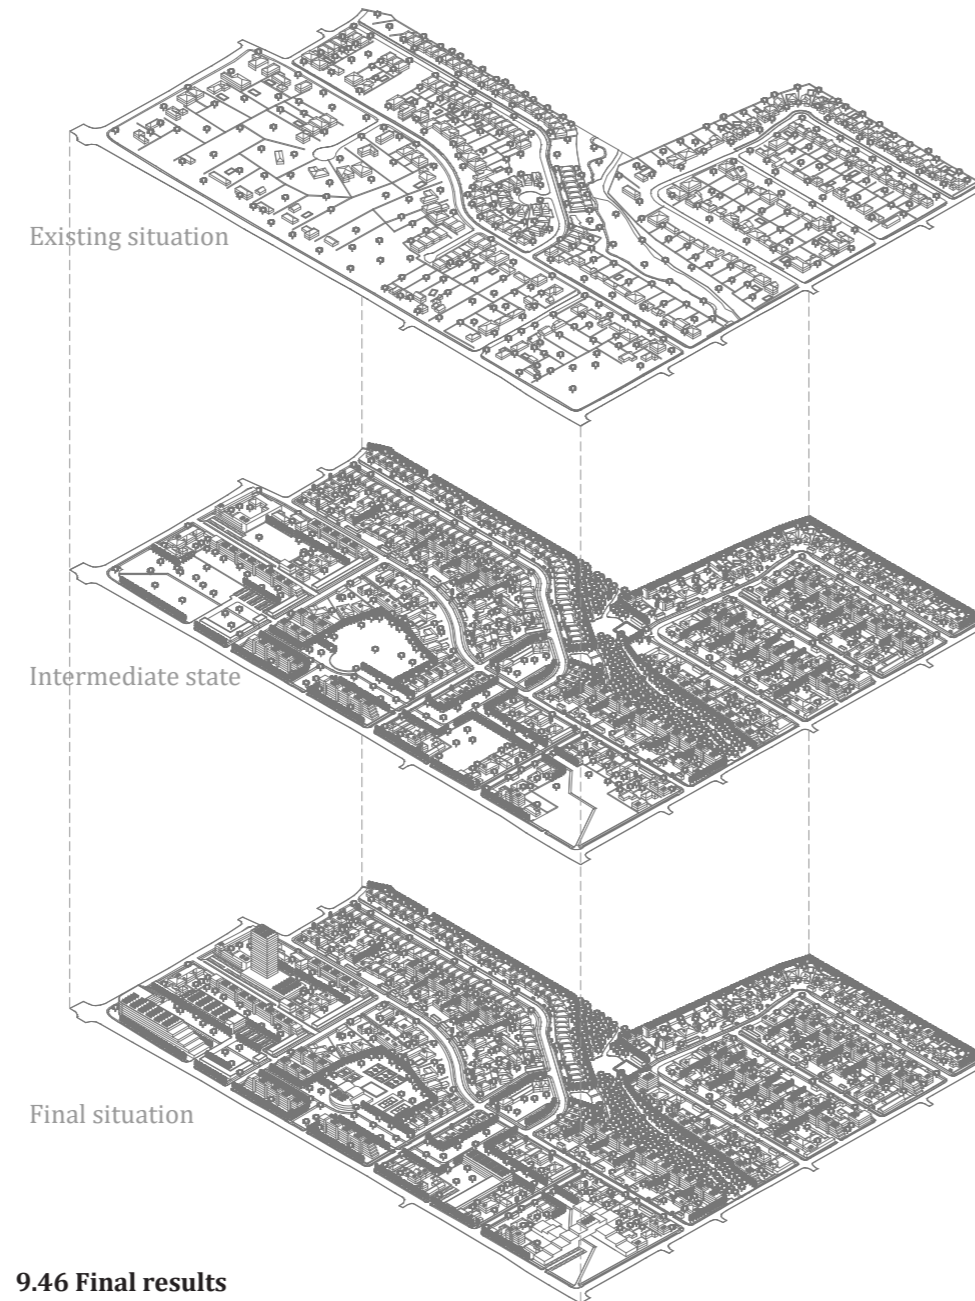 Existing situation
Intermediate state
Final situation
9.46 Final results